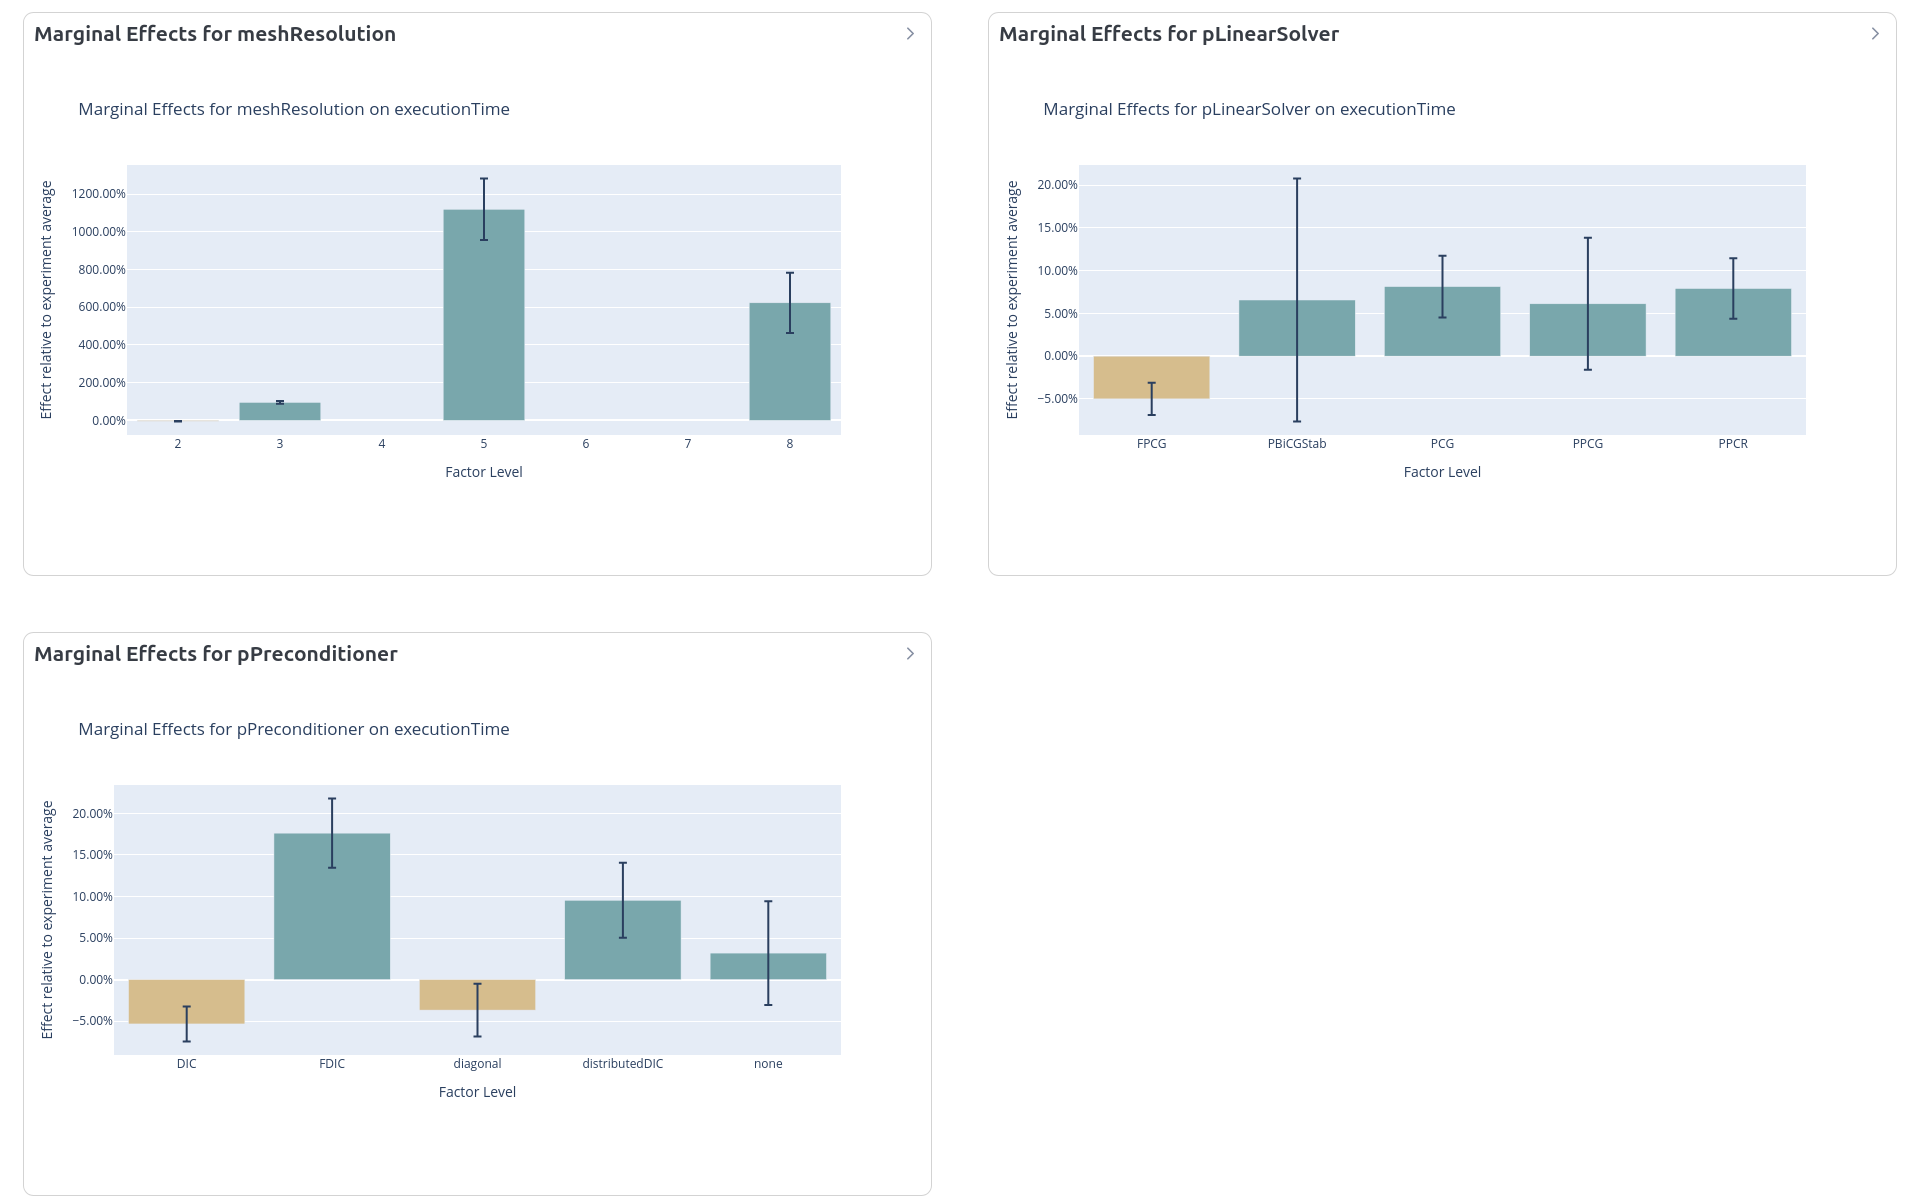 Marginal Effects for meshResolution
Marginal Effects for meshResolution on executionTime
Effect relative to experiment average
1200.00%
1000.00%
800.00%
600.00%
400.00%
200.00%
0.00%
2 3 4 5 6 7 8
Factor Level
Marginal Effects for pLinearSolver
Marginal Effects for pLinearSolver on executionTime
Effect relative to experiment average
20.00%
15.00%
10.00%
5.00%
0.00%
−5.00%
FPCG PBiCGStab PCG PPCG PPCR
Factor Level
Marginal Effects for pPreconditioner
Marginal Effects for pPreconditioner on executionTime
Effect relative to experiment average
20.00%
15.00%
10.00%
5.00%
0.00%
−5.00%
DIC FDIC diagonal distributedDIC none
Factor Level